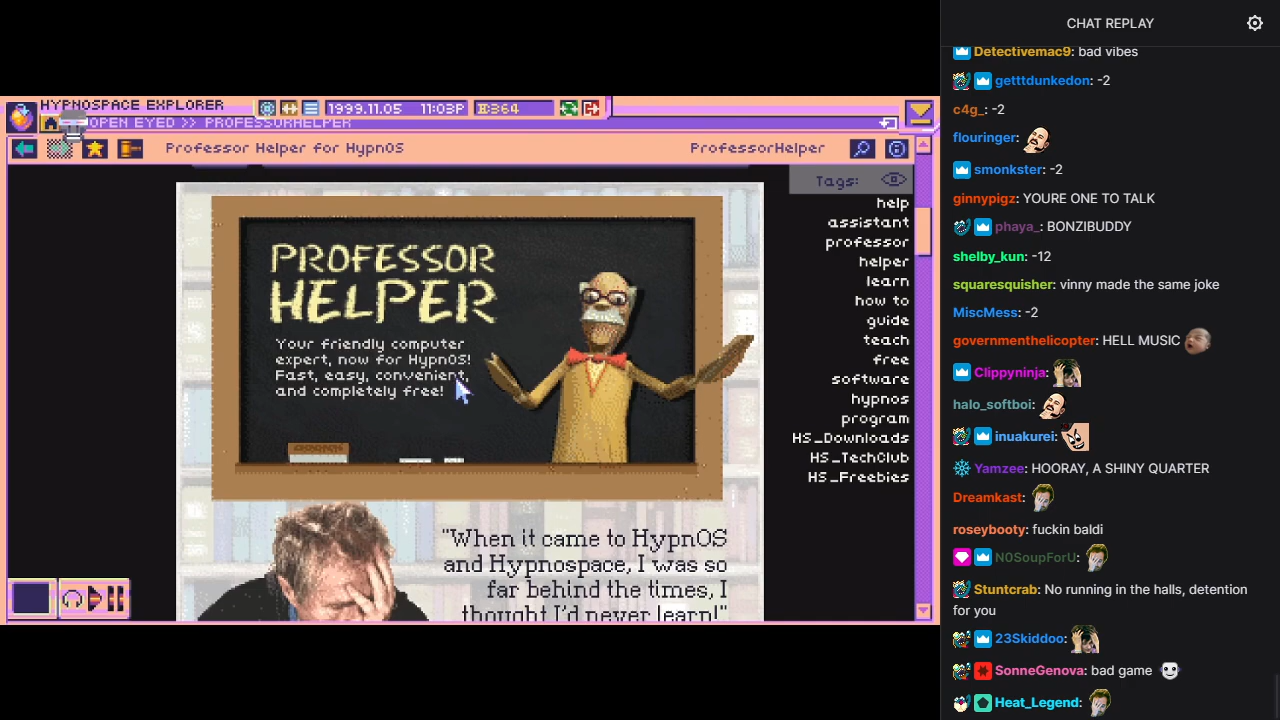 HYPNOSPACE EXPLORER
1999.11.05 11:03P
364
OPEN EYED >> PROFESSORHELPER
Professor Helper for HypnOS
ProfessorHelper
Tags:
help
assistant
professor
helper
learn
how to
guide
teach
free
software
hypnos
program
HS_Downloads
HS_TechClub
HS_Freebies
PROFESSOR
HELPER
Your friendly computer
expert, now for HypnOS!
Fast, easy, convenient,
and completely free!
"When it came to HypnOS
and Hypnospace, I was so
far behind the times, I
thought I'd never learn!"
CHAT REPLAY
Detectivemac9: bad vibes
getttdunkedon: -2
c4g_: -2
flouringer:
smonkster: -2
ginnypigz: YOURE ONE TO TALK
phaya_: BONZIBUDDY
shelby_kun: -12
squaresquisher: vinny made the same joke
MiscMess: -2
governmenthelicopter: HELL MUSIC
Clippyninja:
halo_softboi:
inuakurei:
Yamzee: HOORAY, A SHINY QUARTER
Dreamkast:
roseybooty: fuckin baldi
N0SoupForU:
Stuntcrab: No running in the halls, detention
for you
23Skiddoo:
SonneGenova: bad game
Heat_Legend: